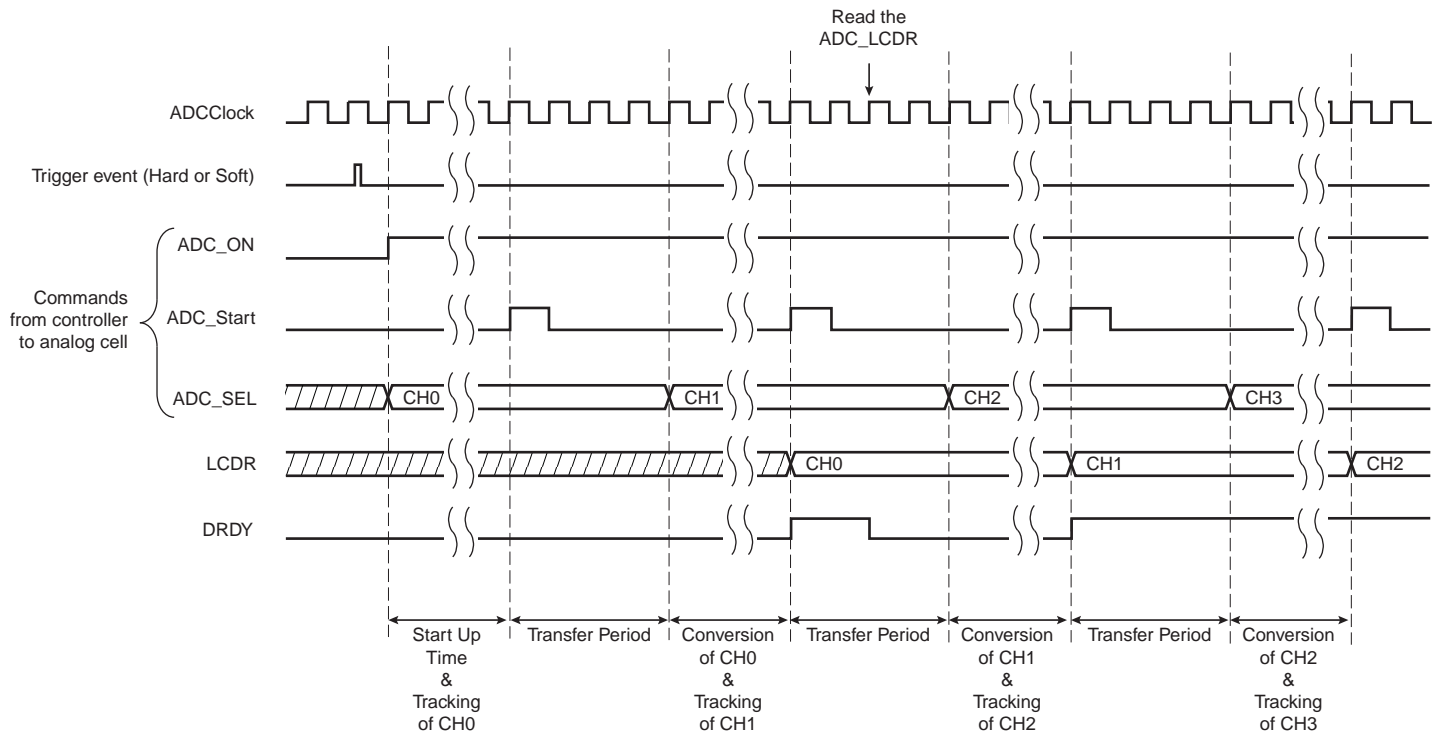 Read the
ADC_LCDR
ADCClock
Trigger event (Hard or Soft)
ADC_ON
Commands
from controller
to analog cell
ADC_Start
ADC_SEL
CH0
CH1
CH2
CH3
LCDR
CH0
CH1
CH2
DRDY
Start Up
Time
&
Tracking
of CH0
Transfer Period
Conversion
of CH0
&
Tracking
of CH1
Transfer Period
Conversion
of CH1
&
Tracking
of CH2
Transfer Period
Conversion
of CH2
&
Tracking
of CH3